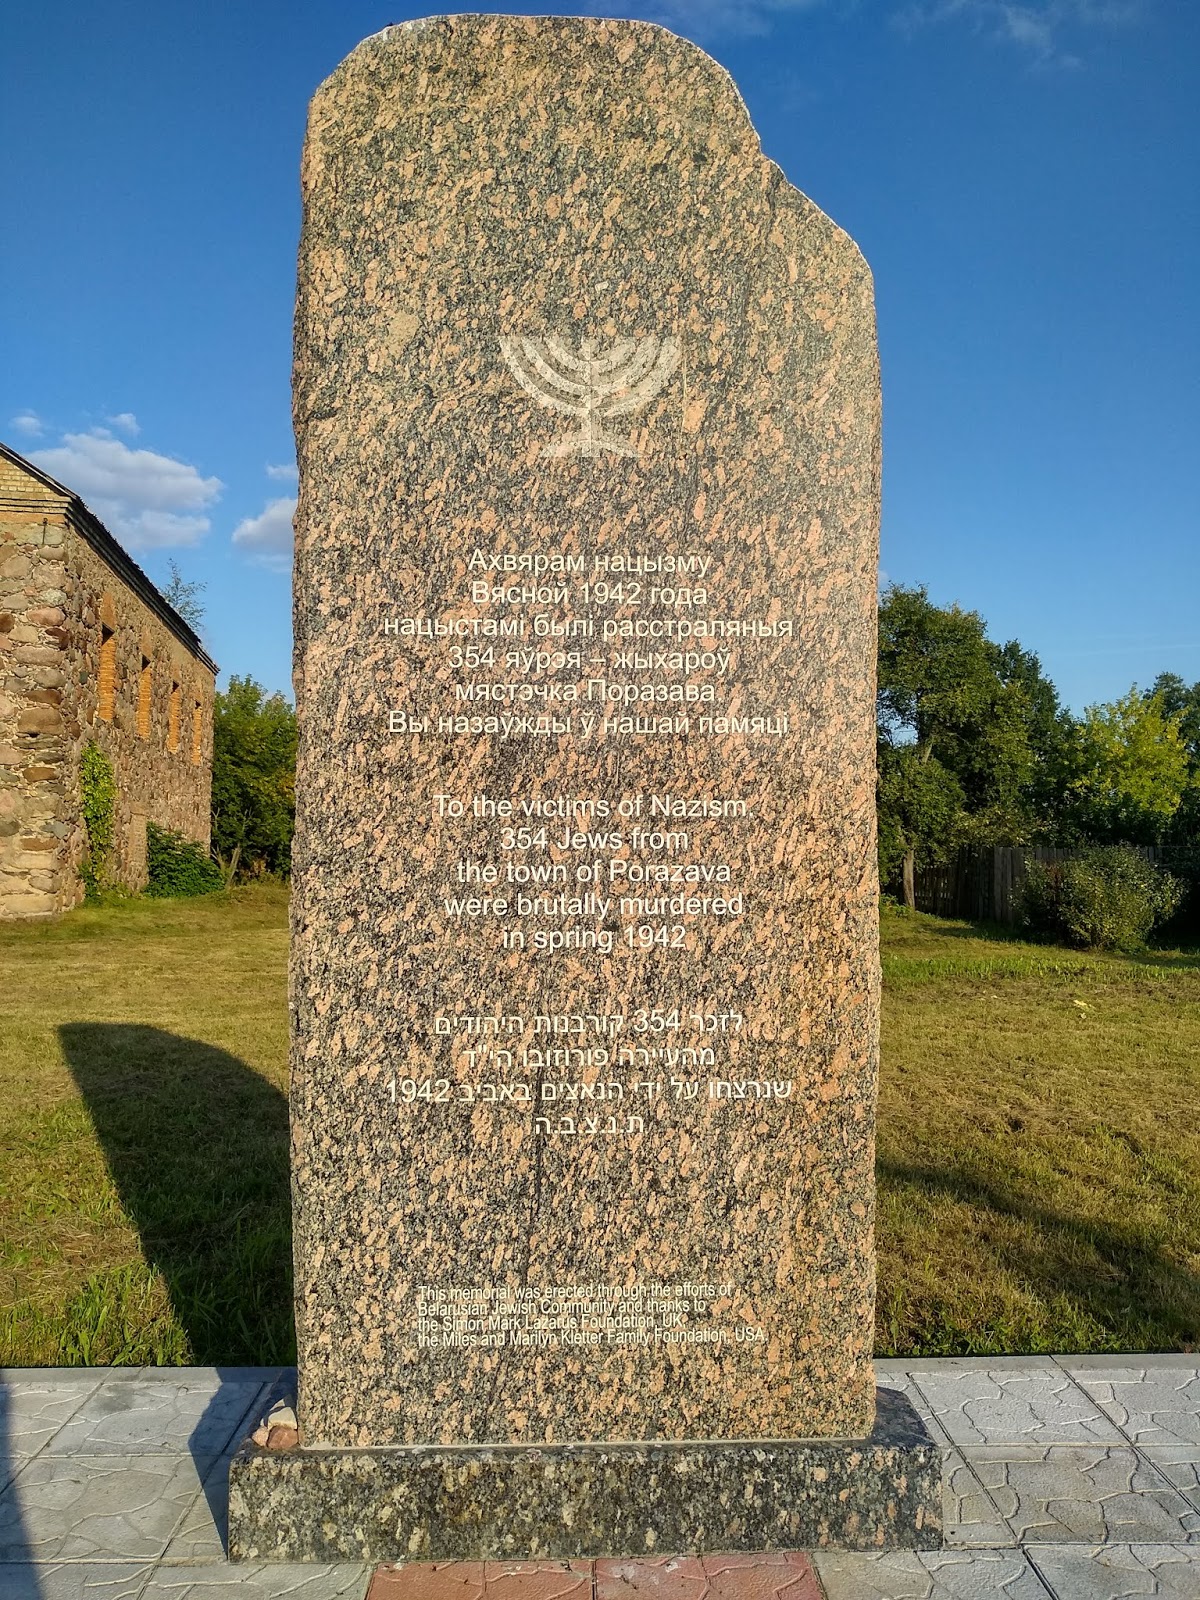 Ахвярам нацызму
Вясной 1942 года
нацыстамі былі расстраляныя
354 яўрэя – жыхароў
мястэчка Поразава
Вы назаўжды ў нашай памяці
To the victims of Nazism.
354 Jews from
the town of Porazava
were brutally murdered
in spring 1942
לזכר 354 קורבנות היהודים
מהעיירה פורוזובו הי"ד
שנרצחו על ידי הנאצים באביב 1942
ת.נ.צ.ב.ה
This memorial was erected through the efforts of
Belarusian Jewish Community and thanks to
the Simon Mark Lazarus Foundation, UK,
the Miles and Marilyn Kletter Family Foundation, USA.